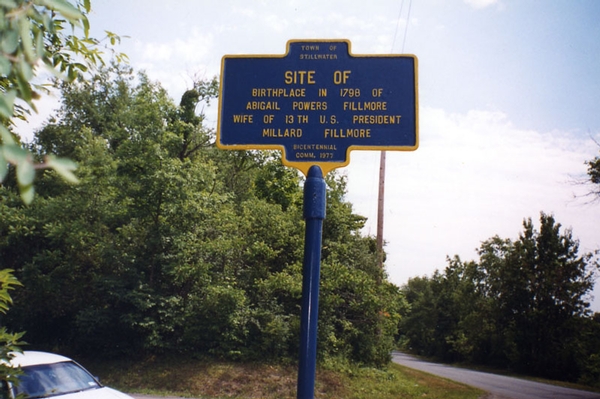 TOWN OF
STILLWATER
SITE OF
BIRTHPLACE IN 1798 OF
ABIGAIL POWERS FILLMORE
WIFE OF 13TH U.S. PRESIDENT
MILLARD FILLMORE
BICENTENNIAL
COMM. 1977